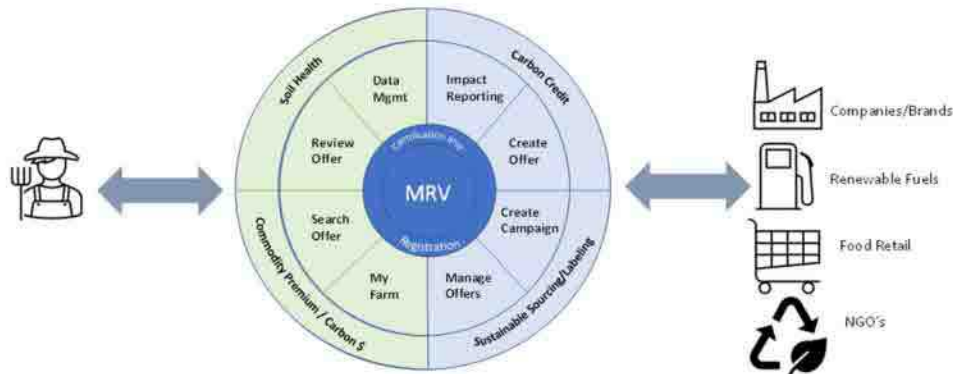 Soil Health
Carbon Credit
Data
Mgmt
Impact
Reporting
Review
Offer
Create
Offer
MRV
Registration
Search
Offer
Create
Campaign
My
Farm
Manage
Offers
Commodity Premium / Carbon $
Sustainable Sourcing/Labeling
Companies/Brands
Renewable Fuels
Food Retail
NGO's